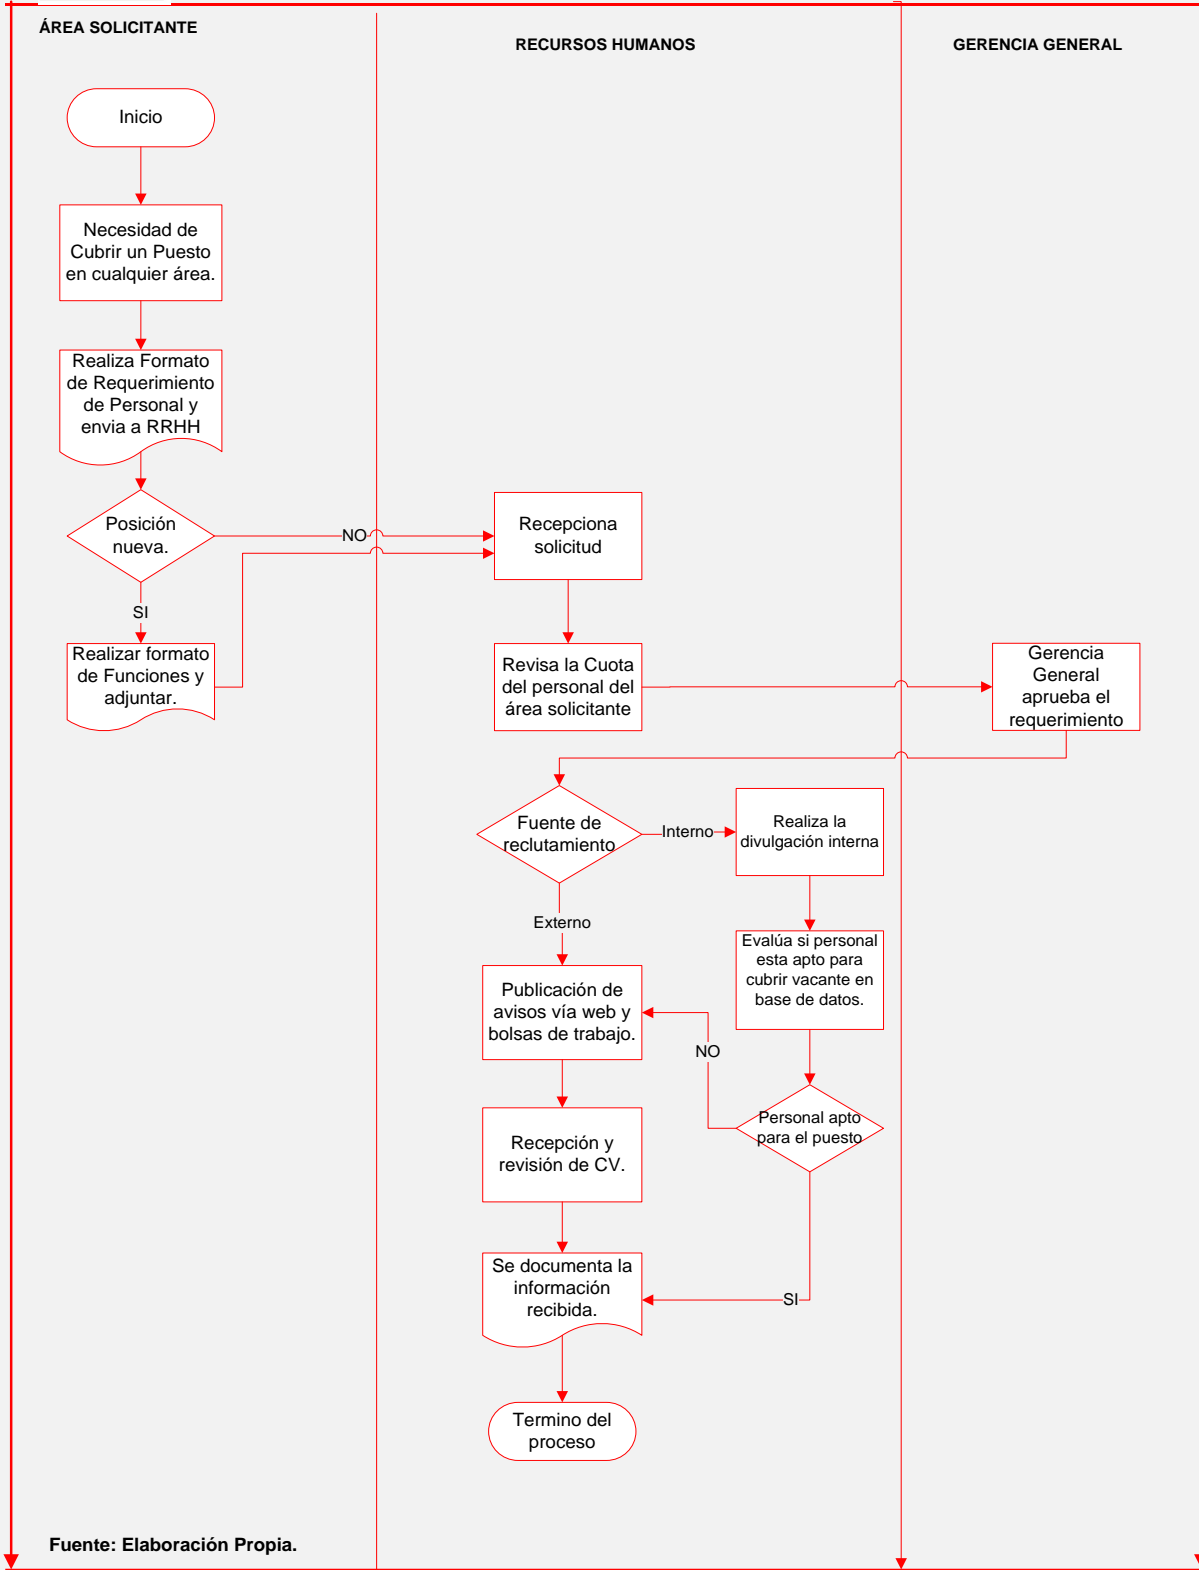 ÁREA SOLICITANTE
RECURSOS HUMANOS
GERENCIA GENERAL
Inicio
Necesidad de
Cubrir un Puesto
en cualquier área.
Realiza Formato
de Requerimiento
de Personal y
envia a RRHH
Posición
nueva.
NO
SI
Realizar formato
de Funciones y
adjuntar.
Recepciona
solicitud
Revisa la Cuota
del personal del
área solicitante
Gerencia
General
aprueba el
requerimiento
Fuente de
reclutamiento
Interno
Realiza la
divulgación interna
Externo
Evalúa si personal
esta apto para
cubrir vacante en
base de datos.
Publicación de
avisos vía web y
bolsas de trabajo.
NO
Personal apto
para el puesto
Recepción y
revisión de CV.
Se documenta la
información
recibida.
SI
Termino del
proceso
Fuente: Elaboración Propia.